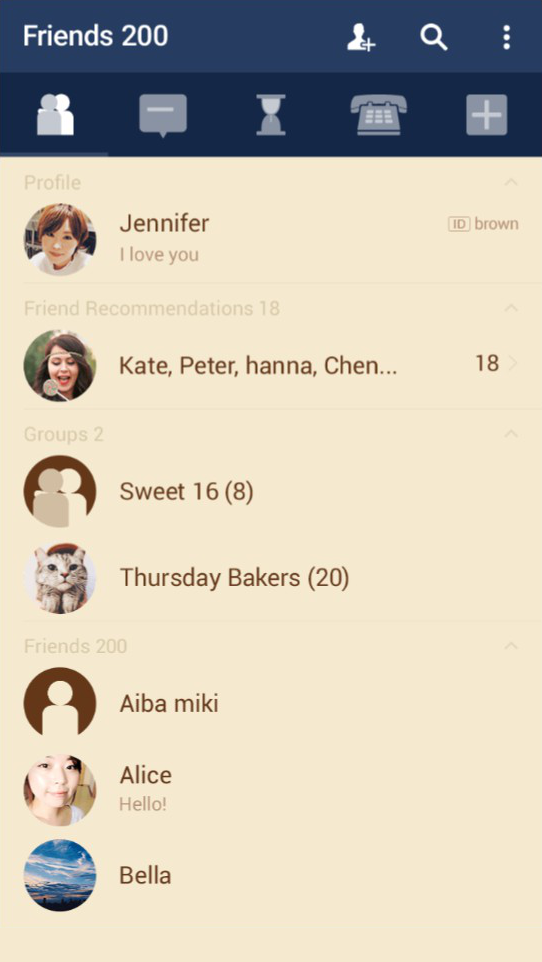 Friends 200
Profile
Jennifer
ID brown
I love you
Friend Recommendations 18
Kate, Peter, hanna, Chen...
18
Groups 2
Sweet 16 (8)
Thursday Bakers (20)
Friends 200
Aiba miki
Alice
Hello!
Bella